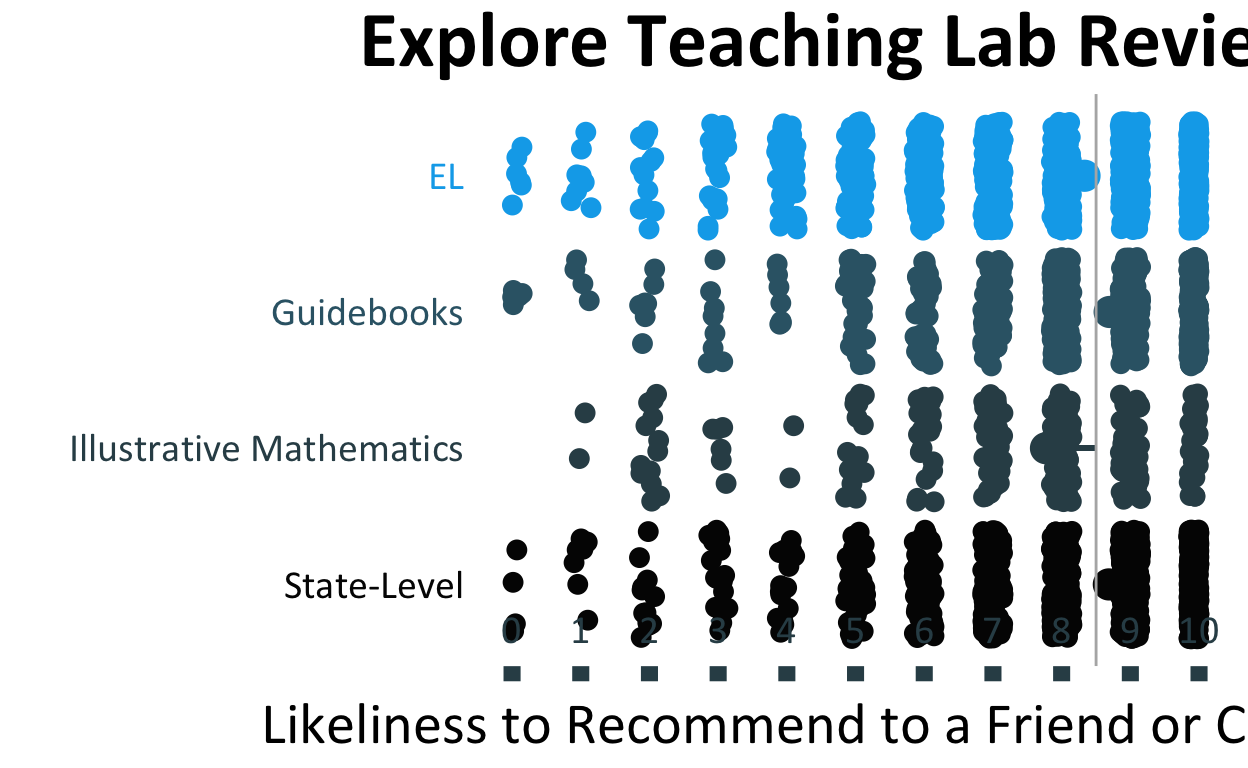 Explore Teaching Lab Revie
EL
Guidebooks
Illustrative Mathematics
State-Level
0 1 2 3 4 5 6 7 8 9 10
Likeliness to Recommend to a Friend or C